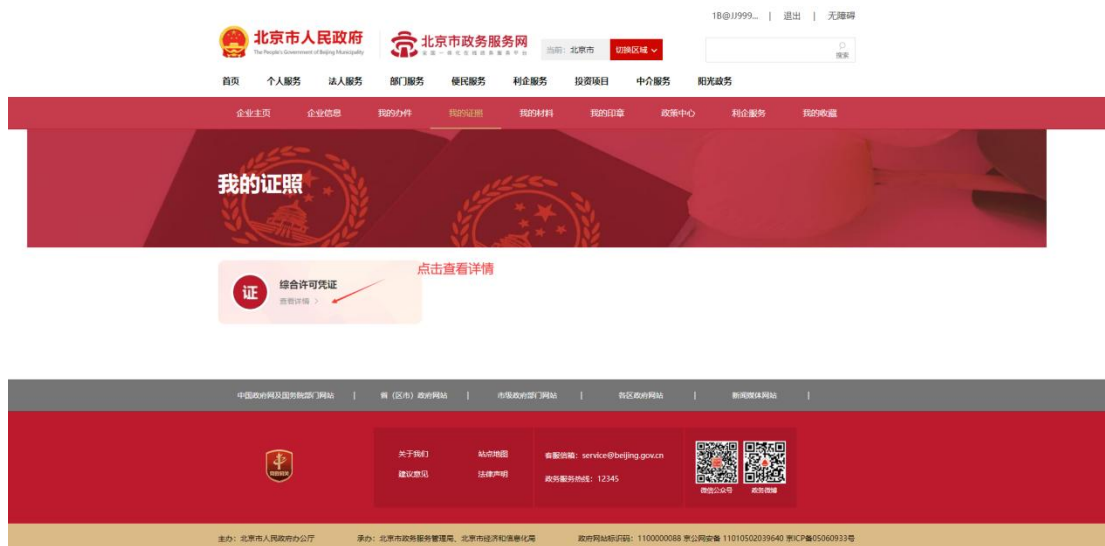 1B@JJ999... | 退出 | 无障碍
北京市人民政府
The People's Government of Beijing Municipality
北京市政务服务网
全国一体化在线政务服务平台
当前：北京市
切换区域
搜索
首页 个人服务 法人服务 部门服务 便民服务 利企服务 投资项目 中介服务 阳光政务
企业主页 企业信息 我的办件 我的证照 我的材料 我的印章 政策中心 利企服务 我的收藏
我的证照
点击查看详情
证
综合许可凭证
查看详情 >
中国政府网及国务院部门网站 | 省（区市）政府网站 | 市级政府部门网站 | 各区政府网站 | 新闻媒体网站 |
关于我们 站点地图 客服信箱：service@beijing.gov.cn
建议意见 法律声明 政务服务热线：12345
微信公众号 政务微博
主办：北京市人民政府办公厅 承办：北京市政务服务管理局、北京市经济和信息化局 政府网站标识码：1100000088 京公网安备 11010502039640 京ICP备05060933号